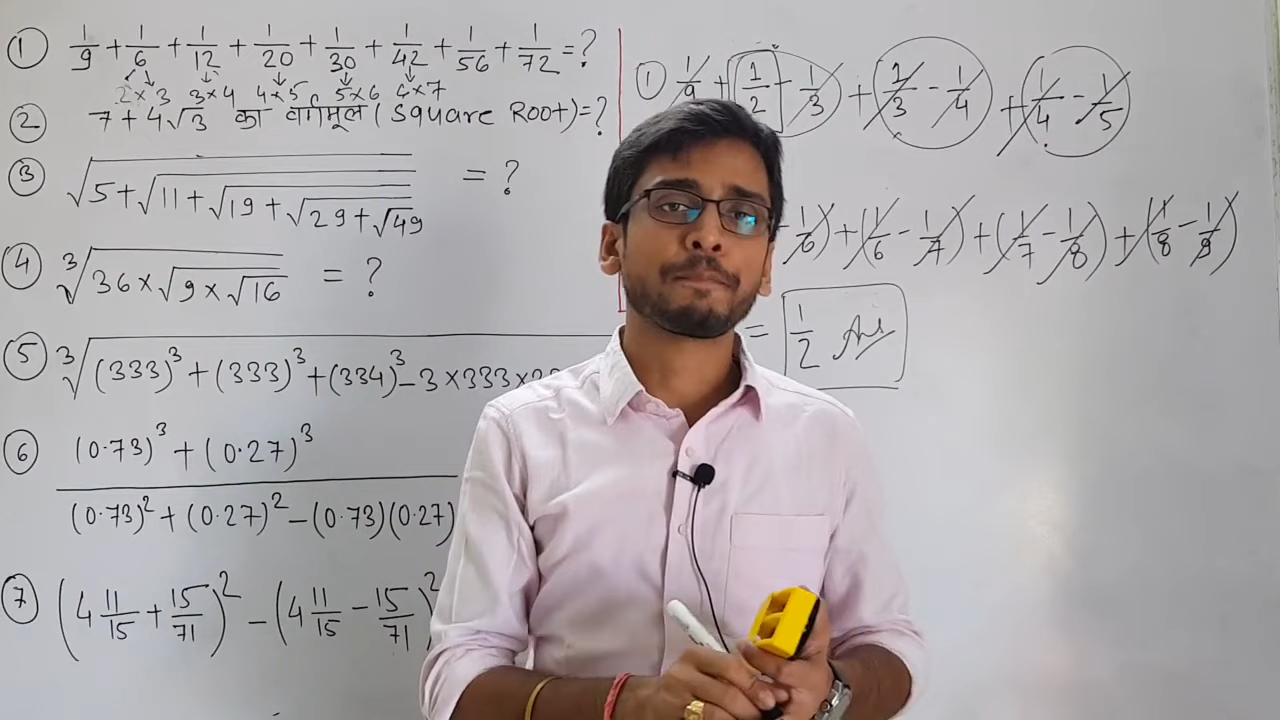 ① 1/9 + 1/6 + 1/12 + 1/20 + 1/30 + 1/42 + 1/56 + 1/72 = ?
2×3 3×4 4×5 5×6 6×7
② 7 + 4√3 का वर्गमूल (Square Root) = ?
③ √(5 + √(11 + √(19 + √(29 + √49)))) = ?
④ ∛(36 × √(9 × √16)) = ?
⑤ ∛((333)³ + (333)³ + (334)³ - 3 × 333 ×
⑥ (0.73)³ + (0.27)³
(0.73)² + (0.27)² - (0.73)(0.27)
⑦ (4 11/15 + 15/71)² - (4 11/15 - 15/71)²
① 1/9 + 1/2 - 1/3 + 1/3 - 1/4 + 1/4 - 1/5
- 1/6) + (1/6 - 1/7) + (1/7 - 1/8) + (1/8 - 1/9)
= 1/2 Ans